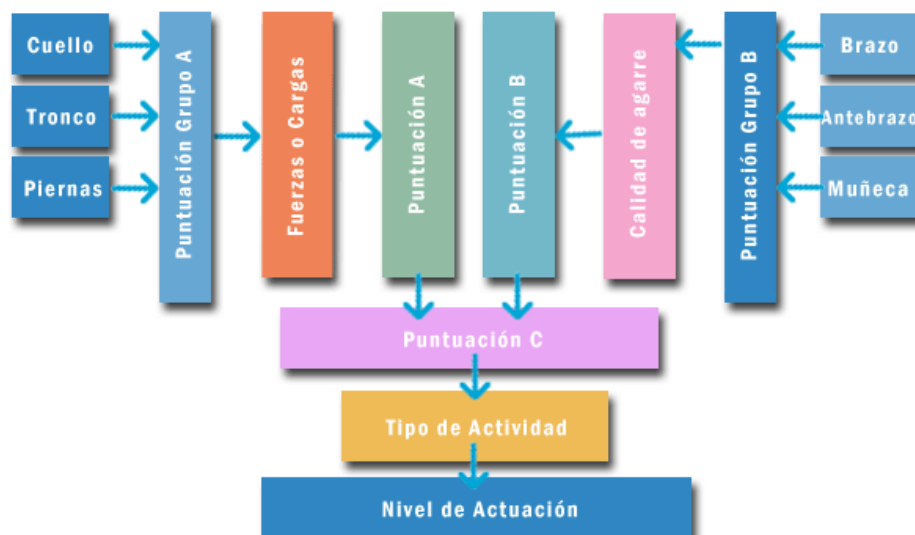 Cuello
Tronco
Piernas
Puntuación Grupo A
Fuerzas o Cargas
Puntuación A
Puntuación B
Calidad de agarre
Puntuación Grupo B
Brazo
Antebrazo
Muñeca
Puntuación C
Tipo de Actividad
Nivel de Actuación